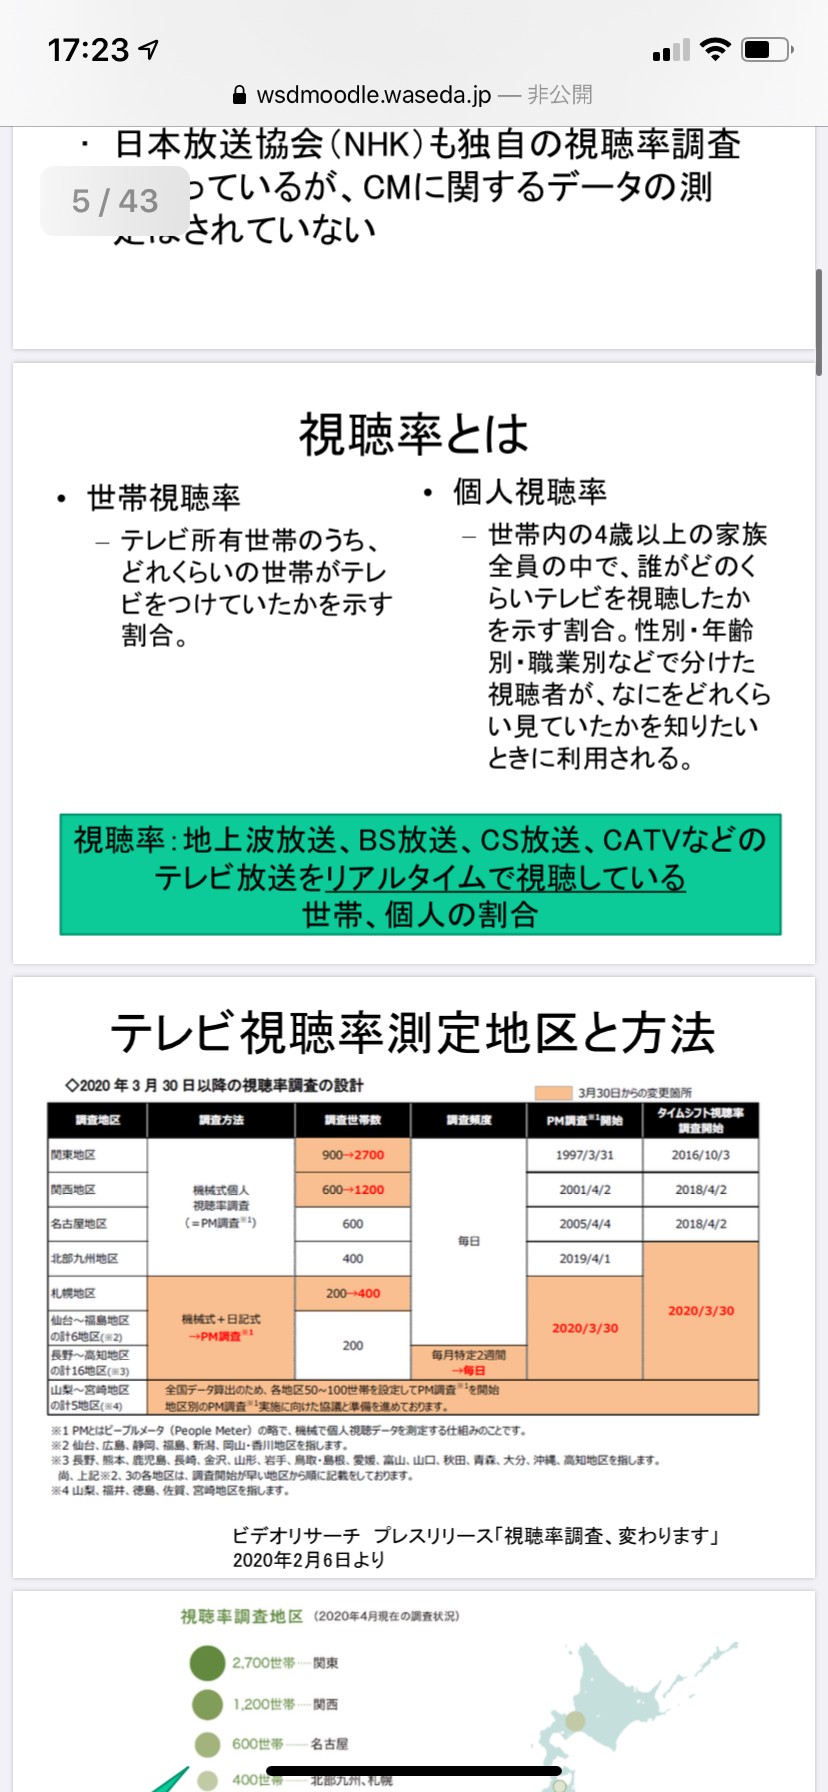 17:23
wsdmoodle.waseda.jp — 非公開
・ 日本放送協会(NHK)も独自の視聴率調査
5 / 43
っているが、CMに関するデータの測
されていない
視聴率とは
• 世帯視聴率
– テレビ所有世帯のうち、
どれくらいの世帯がテレ
ビをつけていたかを示す
割合。
• 個人視聴率
– 世帯内の4歳以上の家族
全員の中で、誰がどのく
らいテレビを視聴したか
を示す割合。性別・年齢
別・職業別などで分けた
視聴者が、なにをどれくら
い見ていたかを知りたい
ときに利用される。
視聴率:地上波放送、BS放送、CS放送、CATVなどの
テレビ放送をリアルタイムで視聴している
世帯、個人の割合
テレビ視聴率測定地区と方法
◇2020 年 3 月 30 日以降の視聴率調査の設計
3月30日からの変更箇所
調査地区 調査方法 調査世帯数 調査頻度 PM調査※1開始 タイムシフト視聴率
調査開始
関東地区 900→2700 1997/3/31 2016/10/3
関西地区 600→1200 2001/4/2 2018/4/2
機械式個人
視聴率調査
(=PM調査※1)
名古屋地区 600 2005/4/4 2018/4/2
毎日
北部九州地区 400 2019/4/1
札幌地区 200→400
2020/3/30
仙台～福島地区
の計6地区(※2)
機械式+日記式
→PM調査※1
2020/3/30
200
長野～高知地区
の計16地区(※3)
毎月特定2週間
→毎日
山梨～宮崎地区
の計5地区(※4)
全国データ算出のため、各地区50~100世帯を設定してPM調査※1を開始
地区別のPM調査※1実施に向けた協議と準備を進めております。
※1 PMとはピープルメータ (People Meter) の略で、機械で個人視聴データを測定する仕組みのことです。
※2 仙台、広島、静岡、福島、新潟、岡山・香川地区を指します。
※3 長野、熊本、鹿児島、長崎、金沢、山形、岩手、鳥取・島根、愛媛、富山、山口、秋田、青森、大分、沖縄、高知地区を指します。
尚、上記※2、3の各地区は、調査開始が早い地区から順に記載をしております。
※4 山梨、福井、徳島、佐賀、宮崎地区を指します。
ビデオリサーチ プレスリリース「視聴率調査、変わります」
2020年2月6日より
視聴率調査地区 (2020年4月現在の調査状況)
2,700世帯 関東
1,200世帯 関西
600世帯 名古屋
400世帯 北部九州、札幌